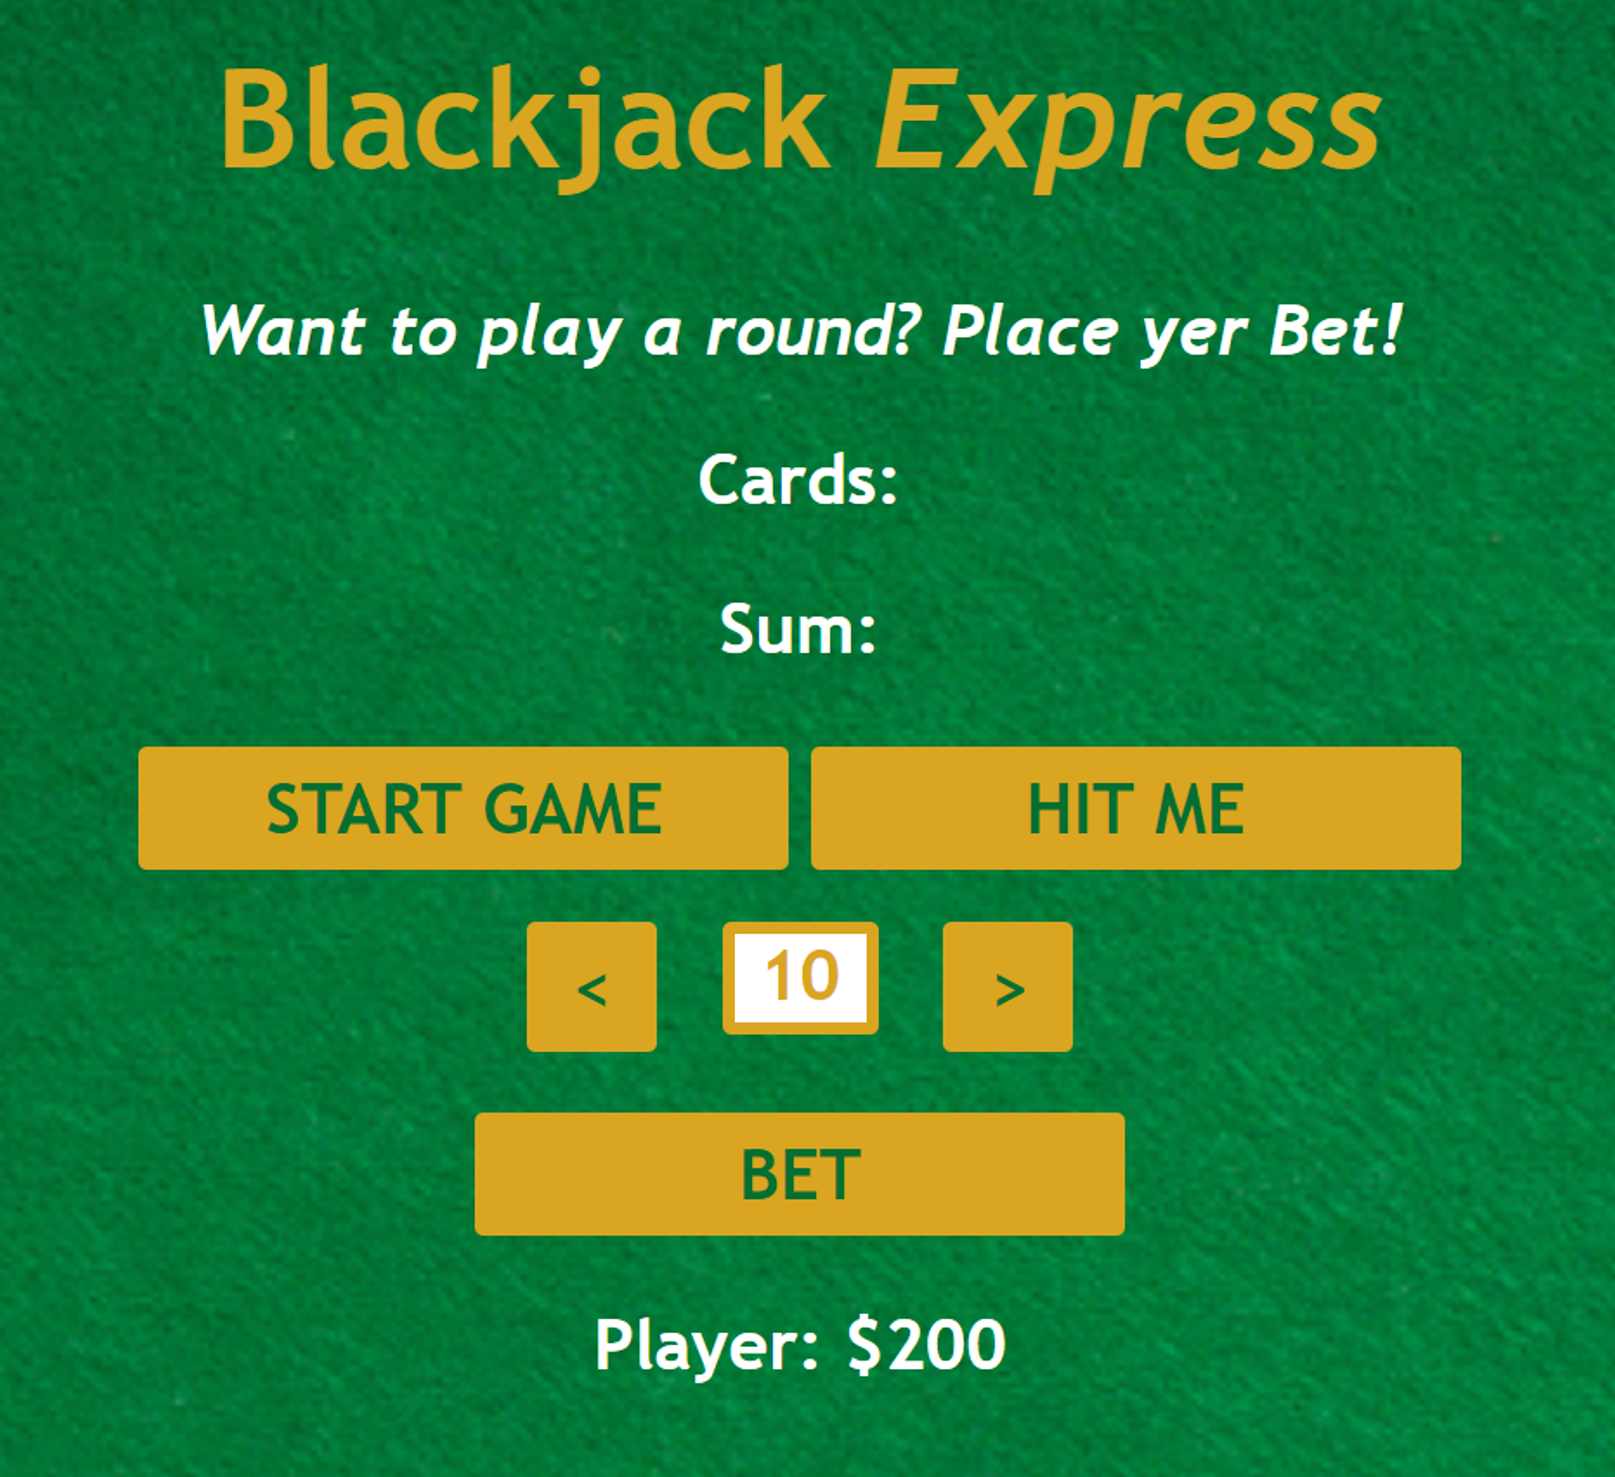 Blackjack Express
Want to play a round? Place yer Bet!
Cards:
Sum:
START GAME HIT ME
< 10 >
BET
Player: $200